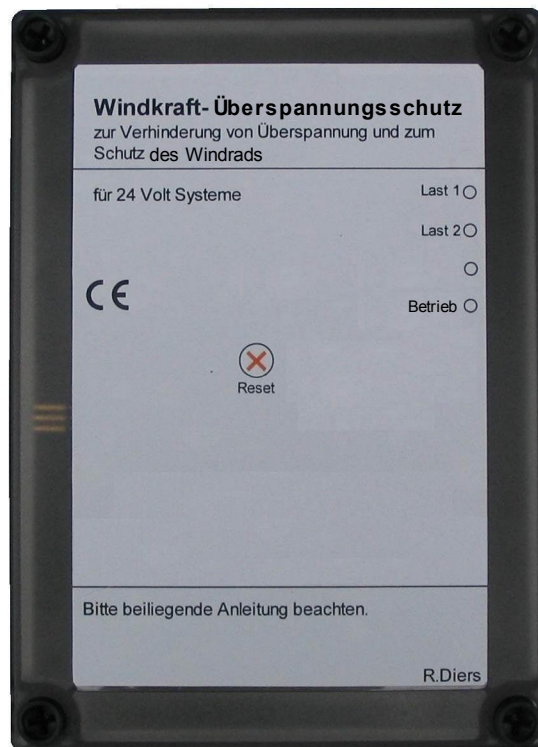 Windkraft-Überspannungsschutz
zur Verhinderung von Überspannung und zum
Schutz des Windrads
für 24 Volt Systeme
Last 1
Last 2
CE
Betrieb
Reset
Bitte beiliegende Anleitung beachten.
R.Diers